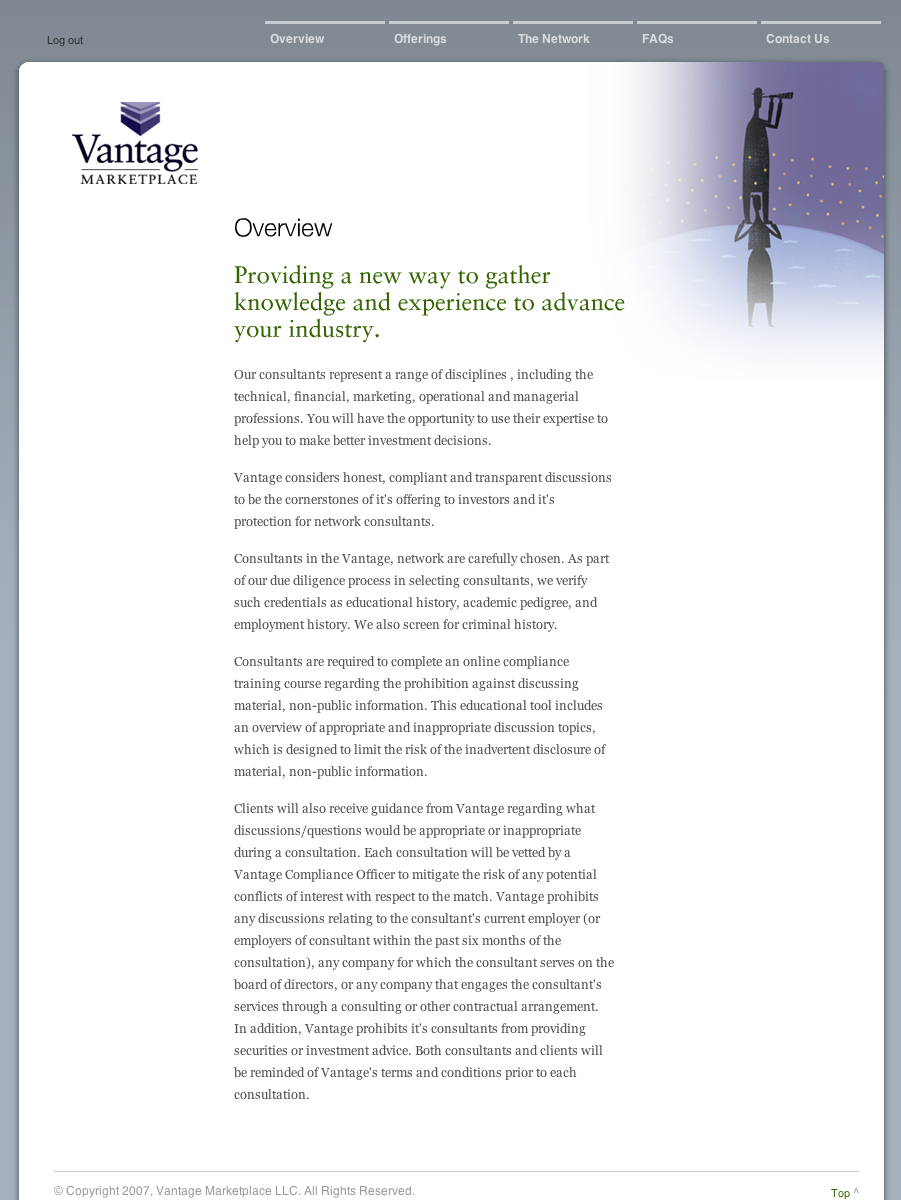 Log out
Overview
Offerings
The Network
FAQs
Contact Us
Vantage
MARKETPLACE
Overview
Providing a new way to gather
knowledge and experience to advance
your industry.
Our consultants represent a range of disciplines , including the
technical, financial, marketing, operational and managerial
professions. You will have the opportunity to use their expertise to
help you to make better investment decisions.
Vantage considers honest, compliant and transparent discussions
to be the cornerstones of it's offering to investors and it's
protection for network consultants.
Consultants in the Vantage, network are carefully chosen. As part
of our due diligence process in selecting consultants, we verify
such credentials as educational history, academic pedigree, and
employment history. We also screen for criminal history.
Consultants are required to complete an online compliance
training course regarding the prohibition against discussing
material, non-public information. This educational tool includes
an overview of appropriate and inappropriate discussion topics,
which is designed to limit the risk of the inadvertent disclosure of
material, non-public information.
Clients will also receive guidance from Vantage regarding what
discussions/questions would be appropriate or inappropriate
during a consultation. Each consultation will be vetted by a
Vantage Compliance Officer to mitigate the risk of any potential
conflicts of interest with respect to the match. Vantage prohibits
any discussions relating to the consultant's current employer (or
employers of consultant within the past six months of the
consultation), any company for which the consultant serves on the
board of directors, or any company that engages the consultant's
services through a consulting or other contractual arrangement.
In addition, Vantage prohibits it's consultants from providing
securities or investment advice. Both consultants and clients will
be reminded of Vantage's terms and conditions prior to each
consultation.
© Copyright 2007, Vantage Marketplace LLC. All Rights Reserved.
Top ^